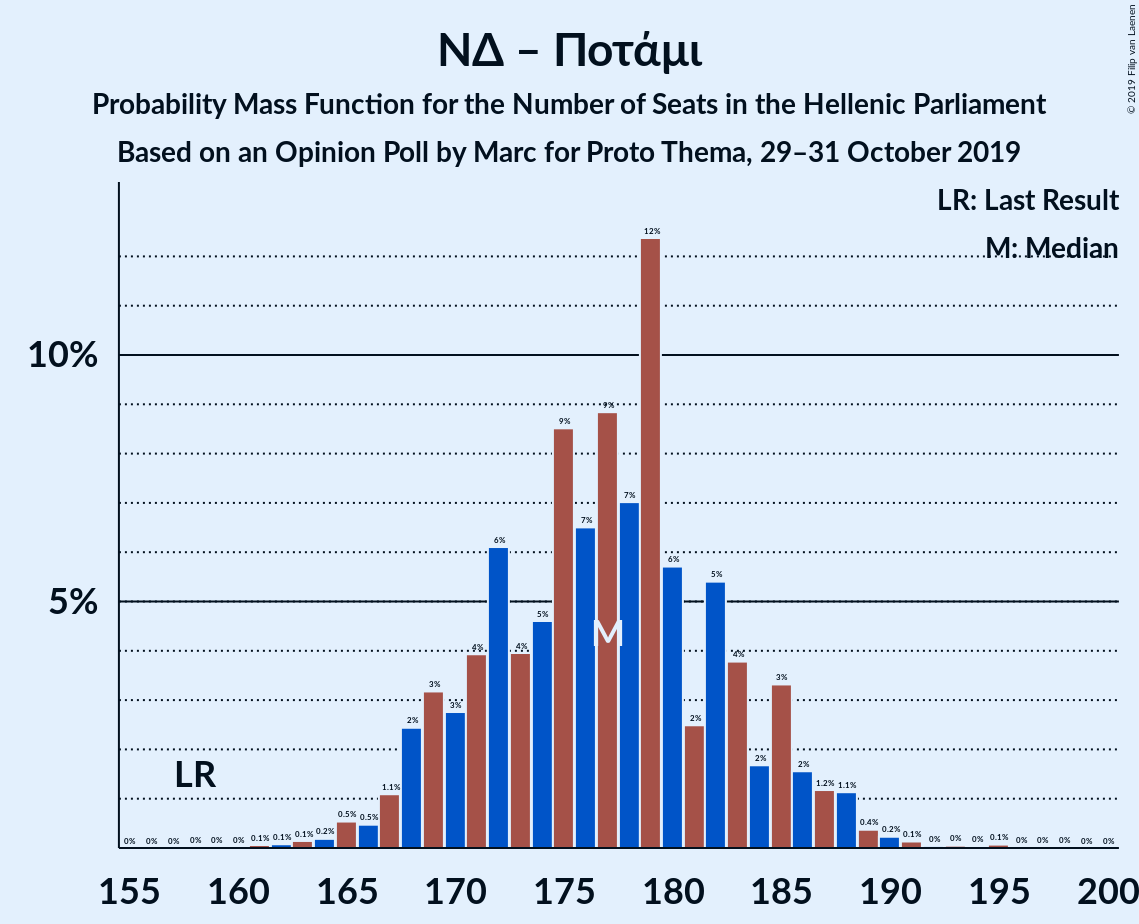 ΝΔ – Ποτάμι
Probability Mass Function for the Number of Seats in the Hellenic Parliament
Based on an Opinion Poll by Marc for Proto Thema, 29–31 October 2019
© 2019 Filip van Laenen
LR: Last Result
M: Median
10%
5%
LR
M
0% 0% 0% 0% 0% 0% 0.1% 0.1% 0.1% 0.2% 0.5% 0.5% 1.1% 2% 3% 3% 4% 6% 4% 5% 9% 7% 9% 7% 12% 6% 2% 5% 4% 2% 3% 2% 1.2% 1.1% 0.4% 0.2% 0.1% 0% 0% 0% 0.1% 0% 0% 0% 0% 0%
155 160 165 170 175 180 185 190 195 200